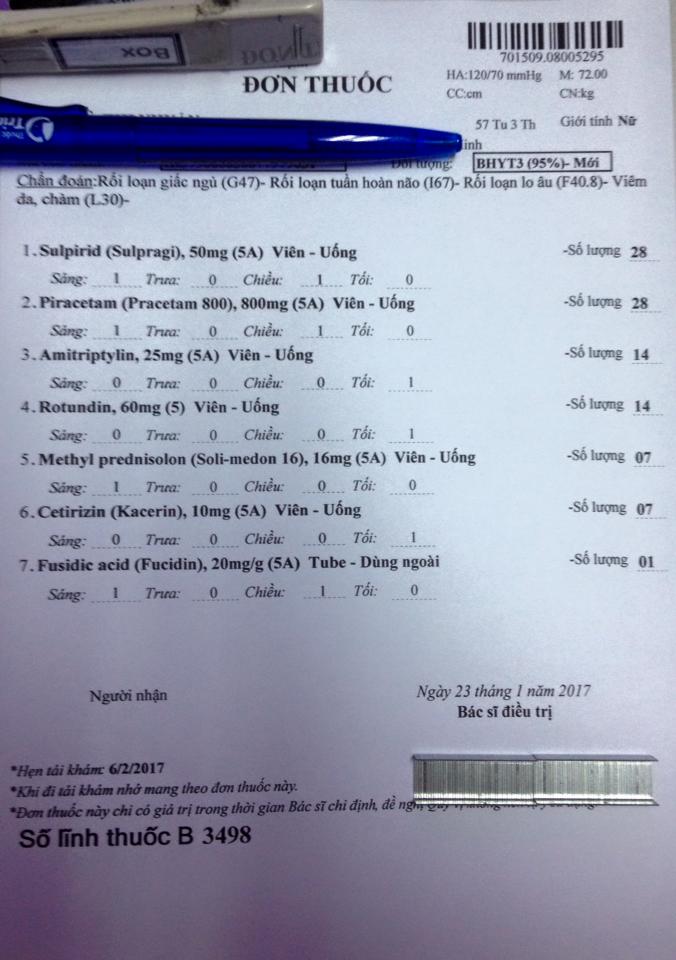 BOX
ĐƠN THUỐC
701509.08005295
HA:120/70 mmHg M: 72.00
CC:cm CN:kg
57 Tu 3 Th Giới tính Nữ
Đối tượng: BHYT3 (95%)- Mới
Chẩn đoán:Rối loạn giấc ngủ (G47)- Rối loạn tuần hoàn não (I67)- Rối loạn lo âu (F40.8)- Viêm
da, chàm (L30)-
1. Sulpirid (Sulpragi), 50mg (5A) Viên - Uống -Số lượng 28
Sáng: 1 Trưa: 0 Chiều: 1 Tối: 0
2. Piracetam (Pracetam 800), 800mg (5A) Viên - Uống -Số lượng 28
Sáng: 1 Trưa: 0 Chiều: 1 Tối: 0
3. Amitriptylin, 25mg (5A) Viên - Uống -Số lượng 14
Sáng: 0 Trưa: 0 Chiều: 0 Tối: 1
4. Rotundin, 60mg (5) Viên - Uống -Số lượng 14
Sáng: 0 Trưa: 0 Chiều: 0 Tối: 1
5. Methyl prednisolon (Soli-medon 16), 16mg (5A) Viên - Uống -Số lượng 07
Sáng: 1 Trưa: 0 Chiều: 0 Tối: 0
6. Cetirizin (Kacerin), 10mg (5A) Viên - Uống -Số lượng 07
Sáng: 0 Trưa: 0 Chiều: 0 Tối: 1
7. Fusidic acid (Fucidin), 20mg/g (5A) Tube - Dùng ngoài -Số lượng 01
Sáng: 1 Trưa: 0 Chiều: 1 Tối: 0
Người nhận
Ngày 23 tháng 1 năm 2017
Bác sĩ điều trị
*Hẹn tái khám: 6/2/2017
*Khi đi tái khám nhớ mang theo đơn thuốc này.
*Đơn thuốc này chỉ có giá trị trong thời gian Bác sĩ chỉ định, đề
Số lĩnh thuốc B 3498